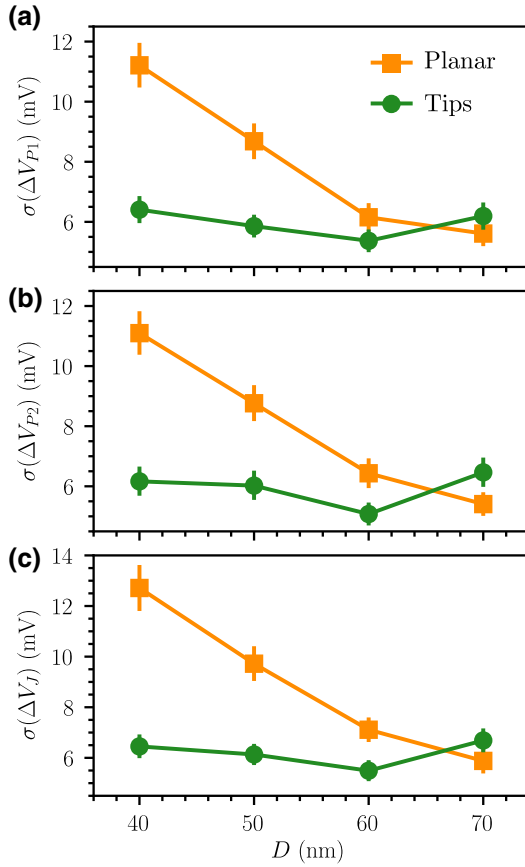 (a)
12
10
8
6
σ(ΔV_{P1}) (mV)
Planar
Tips
(b)
12
10
8
6
σ(ΔV_{P2}) (mV)
(c)
14
12
10
8
6
σ(ΔV_J) (mV)
40 50 60 70
D (nm)